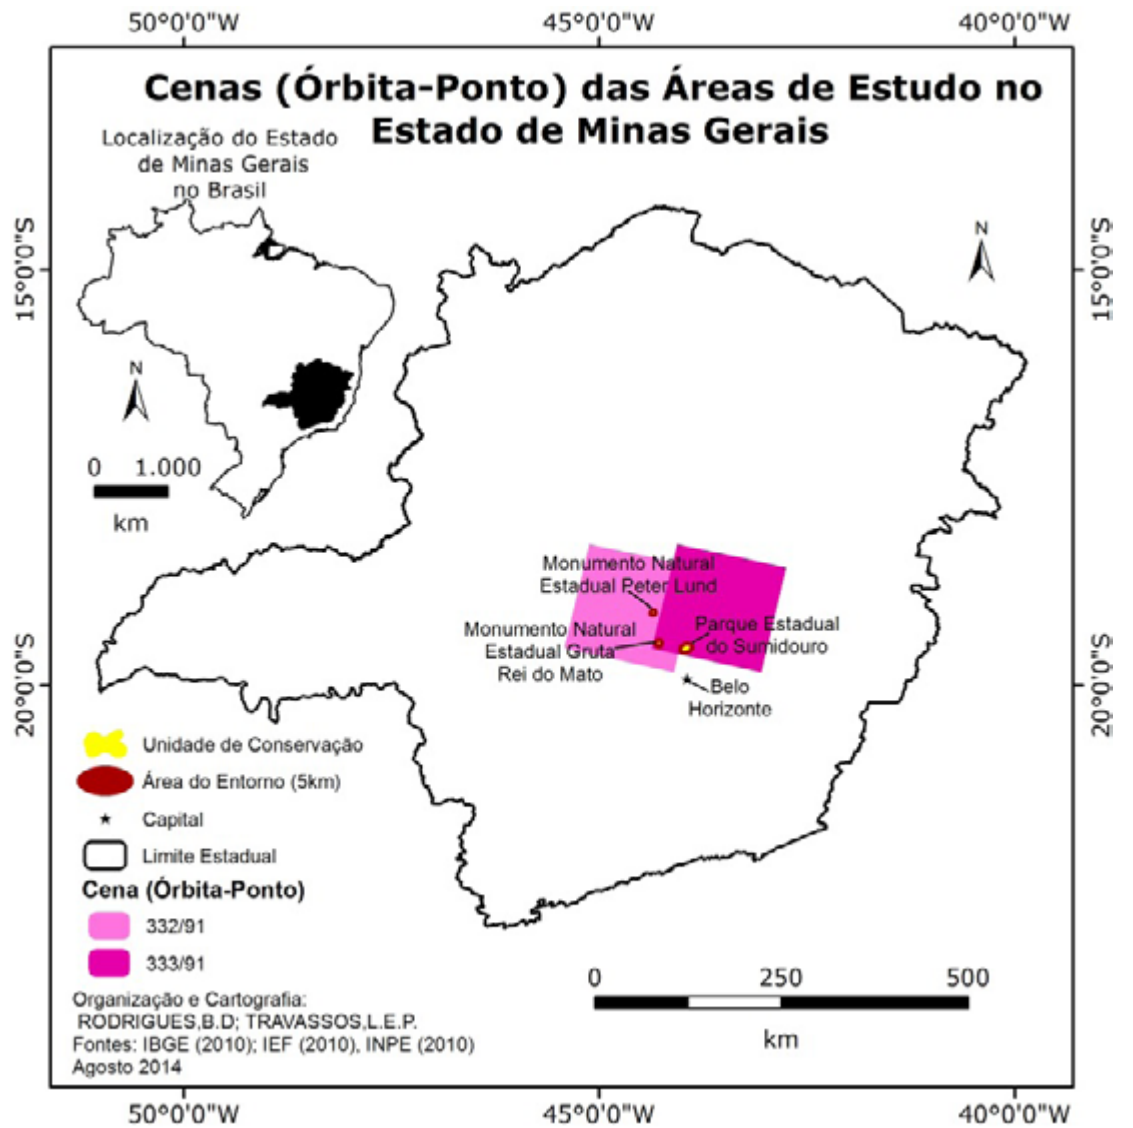 50°0'0"W
45°0'0"W
40°0'0"W
Cenas (Órbita-Ponto) das Áreas de Estudo no
Estado de Minas Gerais
Localização do Estado
de Minas Gerais
no Brasil
N
15°0'0"S
15°0'0"S
N
0 1.000
km
Monumento Natural
Estadual Peter Lund
Monumento Natural
Estadual Gruta
Rei do Mato
Parque Estadual
do Sumidouro
Belo
Horizonte
20°0'0"S
20°0'0"S
Unidade de Conservação
Área do Entorno (5km)
Capital
Limite Estadual
Cena (Órbita-Ponto)
332/91
333/91
0 250 500
km
Organização e Cartografia:
RODRIGUES,B.D; TRAVASSOS,L.E.P.
Fontes: IBGE (2010); IEF (2010), INPE (2010)
Agosto 2014
50°0'0"W
45°0'0"W
40°0'0"W